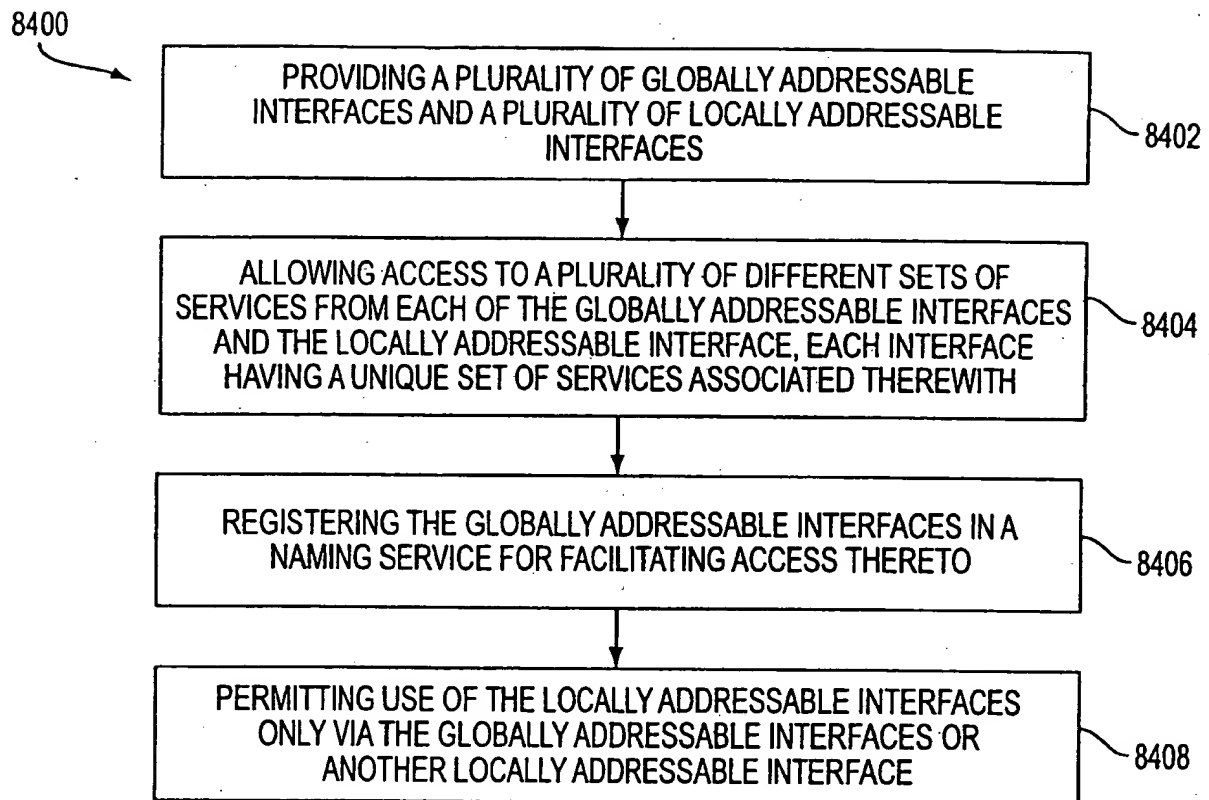 8400
PROVIDING A PLURALITY OF GLOBALLY ADDRESSABLE
INTERFACES AND A PLURALITY OF LOCALLY ADDRESSABLE
INTERFACES
8402
ALLOWING ACCESS TO A PLURALITY OF DIFFERENT SETS OF
SERVICES FROM EACH OF THE GLOBALLY ADDRESSABLE INTERFACES
AND THE LOCALLY ADDRESSABLE INTERFACE, EACH INTERFACE
HAVING A UNIQUE SET OF SERVICES ASSOCIATED THEREWITH
8404
REGISTERING THE GLOBALLY ADDRESSABLE INTERFACES IN A
NAMING SERVICE FOR FACILITATING ACCESS THERETO
8406
PERMITTING USE OF THE LOCALLY ADDRESSABLE INTERFACES
ONLY VIA THE GLOBALLY ADDRESSABLE INTERFACES OR
ANOTHER LOCALLY ADDRESSABLE INTERFACE
8408